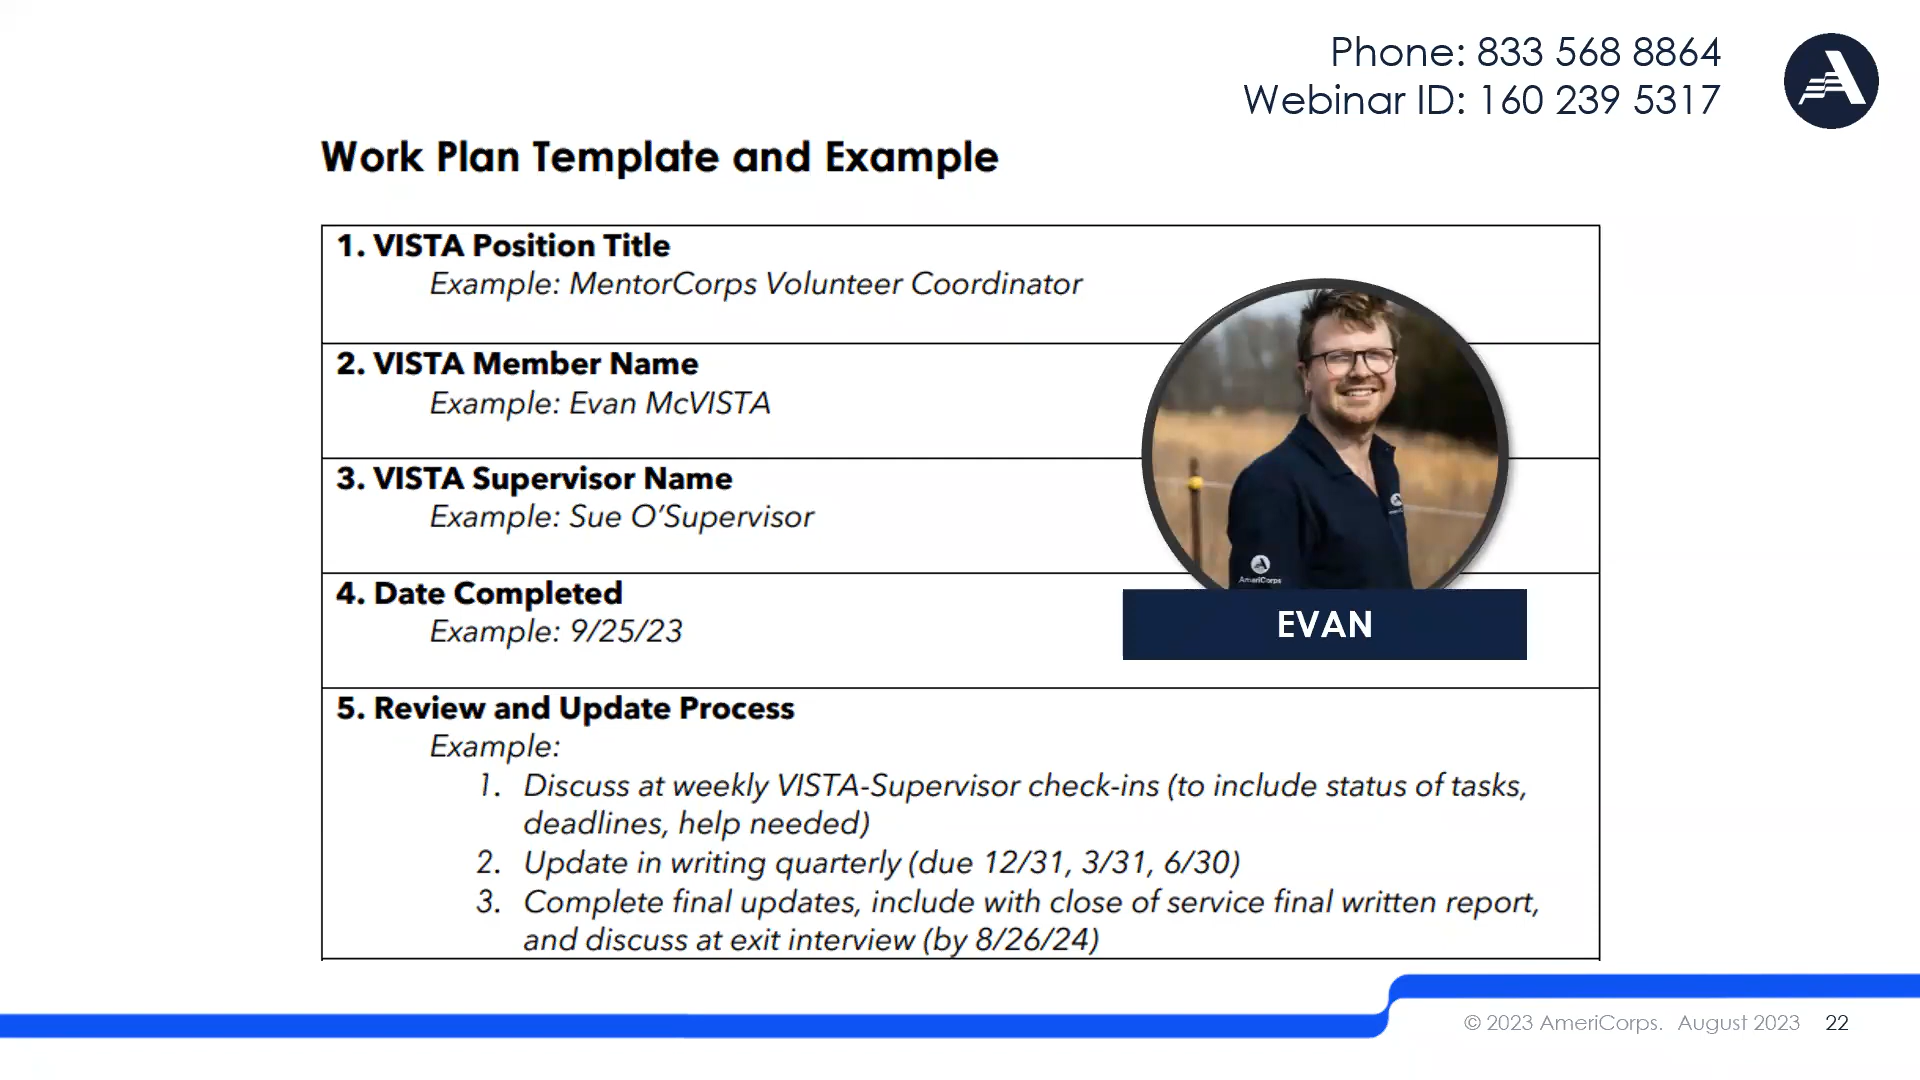 Phone: 833 568 8864
Webinar ID: 160 239 5317
Work Plan Template and Example
1. VISTA Position Title
Example: MentorCorps Volunteer Coordinator
2. VISTA Member Name
Example: Evan McVISTA
3. VISTA Supervisor Name
Example: Sue O’Supervisor
4. Date Completed
Example: 9/25/23
AmeriCorps
EVAN
5. Review and Update Process
Example:
1. Discuss at weekly VISTA-Supervisor check-ins (to include status of tasks,
deadlines, help needed)
2. Update in writing quarterly (due 12/31, 3/31, 6/30)
3. Complete final updates, include with close of service final written report,
and discuss at exit interview (by 8/26/24)
© 2023 AmeriCorps. August 2023 22